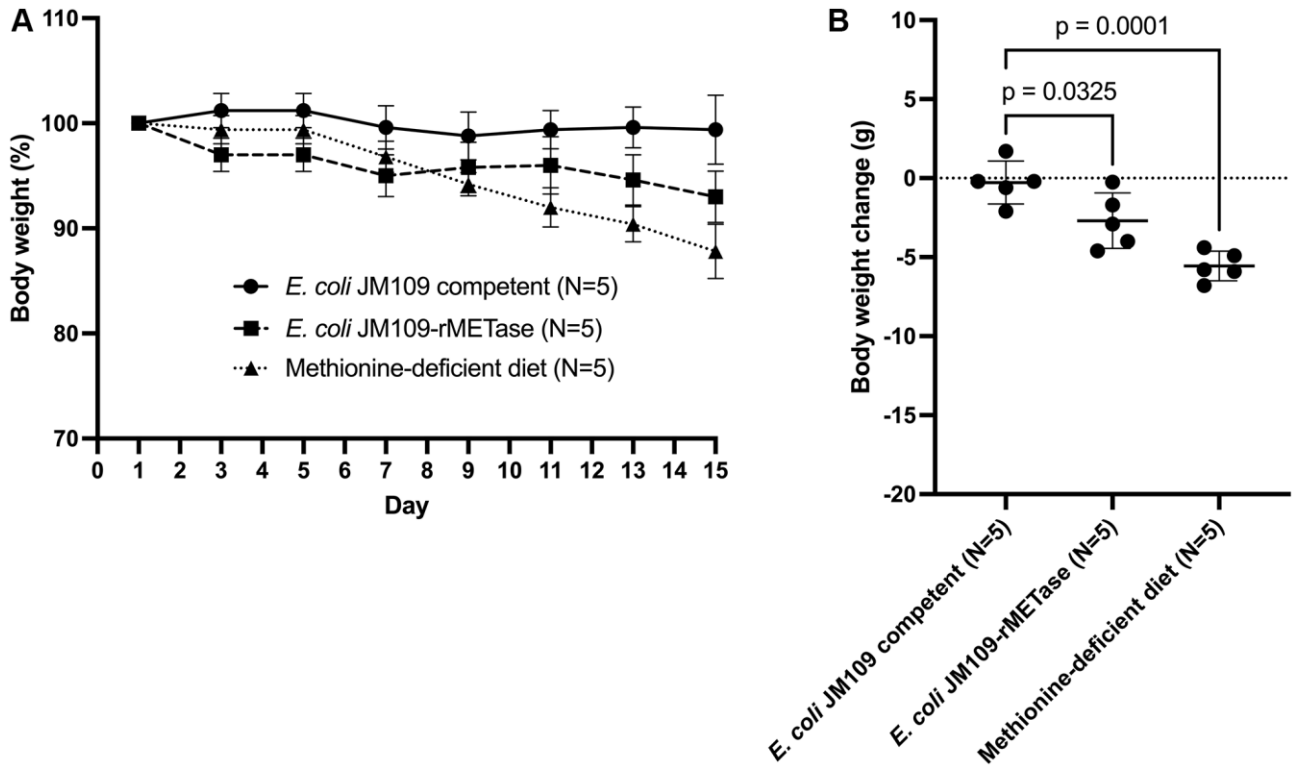 A
Body weight (%)
110
100
90
80
70
E. coli JM109 competent (N=5)
E. coli JM109-rMETase (N=5)
Methionine-deficient diet (N=5)
0 1 2 3 4 5 6 7 8 9 10 11 12 13 14 15
Day
B
Body weight change (g)
10
5
0
-5
-10
-15
-20
p = 0.0001
p = 0.0325
E. coli JM109 competent (N=5)
E. coli JM109-rMETase (N=5)
Methionine-deficient diet (N=5)